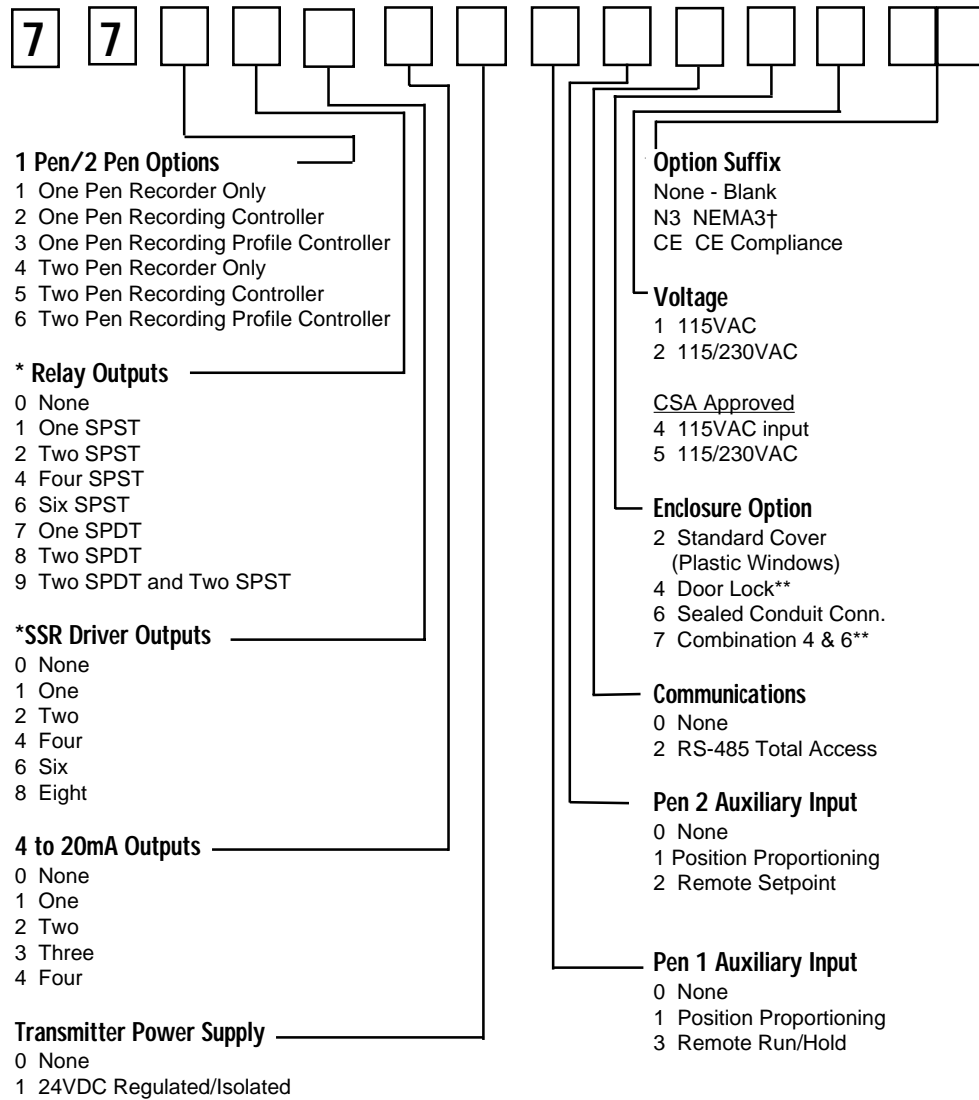 7 7
1 Pen/2 Pen Options
1 One Pen Recorder Only
2 One Pen Recording Controller
3 One Pen Recording Profile Controller
4 Two Pen Recorder Only
5 Two Pen Recording Controller
6 Two Pen Recording Profile Controller
* Relay Outputs
0 None
1 One SPST
2 Two SPST
4 Four SPST
6 Six SPST
7 One SPDT
8 Two SPDT
9 Two SPDT and Two SPST
*SSR Driver Outputs
0 None
1 One
2 Two
4 Four
6 Six
8 Eight
4 to 20mA Outputs
0 None
1 One
2 Two
3 Three
4 Four
Transmitter Power Supply
0 None
1 24VDC Regulated/Isolated
Option Suffix
None - Blank
N3 NEMA3†
CE CE Compliance
Voltage
1 115VAC
2 115/230VAC
CSA Approved
4 115VAC input
5 115/230VAC
Enclosure Option
2 Standard Cover
(Plastic Windows)
4 Door Lock**
6 Sealed Conduit Conn.
7 Combination 4 & 6**
Communications
0 None
2 RS-485 Total Access
Pen 2 Auxiliary Input
0 None
1 Position Proportioning
2 Remote Setpoint
Pen 1 Auxiliary Input
0 None
1 Position Proportioning
3 Remote Run/Hold